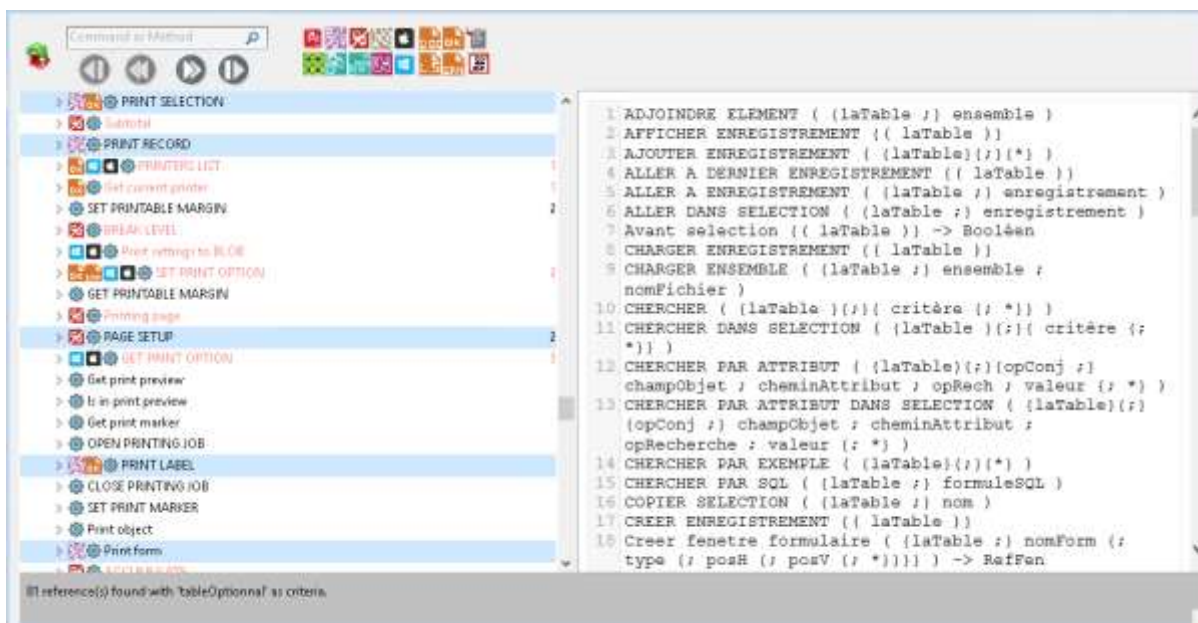 Command or Method
PRINT SELECTION
Subtotal
PRINT RECORD
PRINTERS LIST
Get current printer
SET PRINTABLE MARGIN 2
BREAK LEVEL
Print settings to BLOB
SET PRINT OPTION
GET PRINTABLE MARGIN
Printing page
PAGE SETUP 2
GET PRINT OPTION
Get print preview
Is in print preview
Get print marker
OPEN PRINTING JOB
PRINT LABEL
CLOSE PRINTING JOB
SET PRINT MARKER
Print object
Print form
ACCUMULATE
1 ADJOINDRE ELEMENT ( {laTable ;} ensemble )
2 AFFICHER ENREGISTREMENT {( laTable )}
3 AJOUTER ENREGISTREMENT ( {laTable}{;}{*} )
4 ALLER A DERNIER ENREGISTREMENT {( laTable )}
5 ALLER A ENREGISTREMENT ( {laTable ;} enregistrement )
6 ALLER DANS SELECTION ( {laTable ;} enregistrement )
7 Avant selection {( laTable )} -> Booléen
8 CHARGER ENREGISTREMENT {( laTable )}
9 CHARGER ENSEMBLE ( {laTable ;} ensemble ;
nomFichier )
10 CHERCHER ( {laTable }{;}{ critère {; *}} )
11 CHERCHER DANS SELECTION ( {laTable }{;}{ critère {;
*}} )
12 CHERCHER PAR ATTRIBUT ( {laTable}{;}{opConj ;}
champObjet ; cheminAttribut ; opRech ; valeur {; *} )
13 CHERCHER PAR ATTRIBUT DANS SELECTION ( {laTable}{;}
{opConj ;} champObjet ; cheminAttribut ;
opRecherche ; valeur {; *} )
14 CHERCHER PAR EXEMPLE ( {laTable}{;}{*} )
15 CHERCHER PAR SQL ( {laTable ;} formuleSQL )
16 COPIER SELECTION ( {laTable ;} nom )
17 CREER ENREGISTREMENT {( laTable )}
18 Creer fenetre formulaire ( {laTable ;} nomForm {;
type {; posH {; posV {; *}}}} ) -> RefFen
81 reference(s) found with 'tableOptionnal' as criteria.